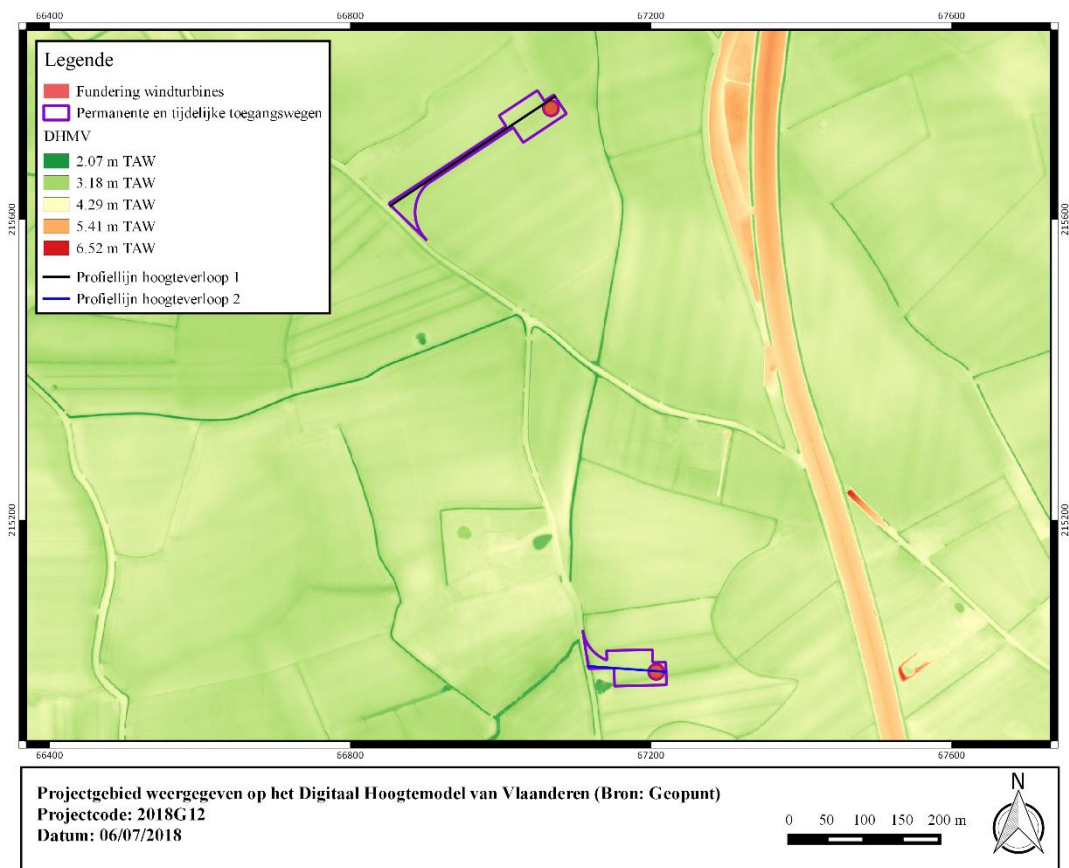 66400 66800 67200 67600
Legende
Fundering windturbines
Permanente en tijdelijke toegangswegen
DHMV
2.07 m TAW
3.18 m TAW
4.29 m TAW
5.41 m TAW
6.52 m TAW
Profiellijn hoogteverloop 1
Profiellijn hoogteverloop 2
215600 215600
215200 215200
66400 66800 67200 67600
Projectgebied weergegeven op het Digitaal Hoogtemodel van Vlaanderen (Bron: Geopunt)
Projectcode: 2018G12
Datum: 06/07/2018
0 50 100 150 200 m
N